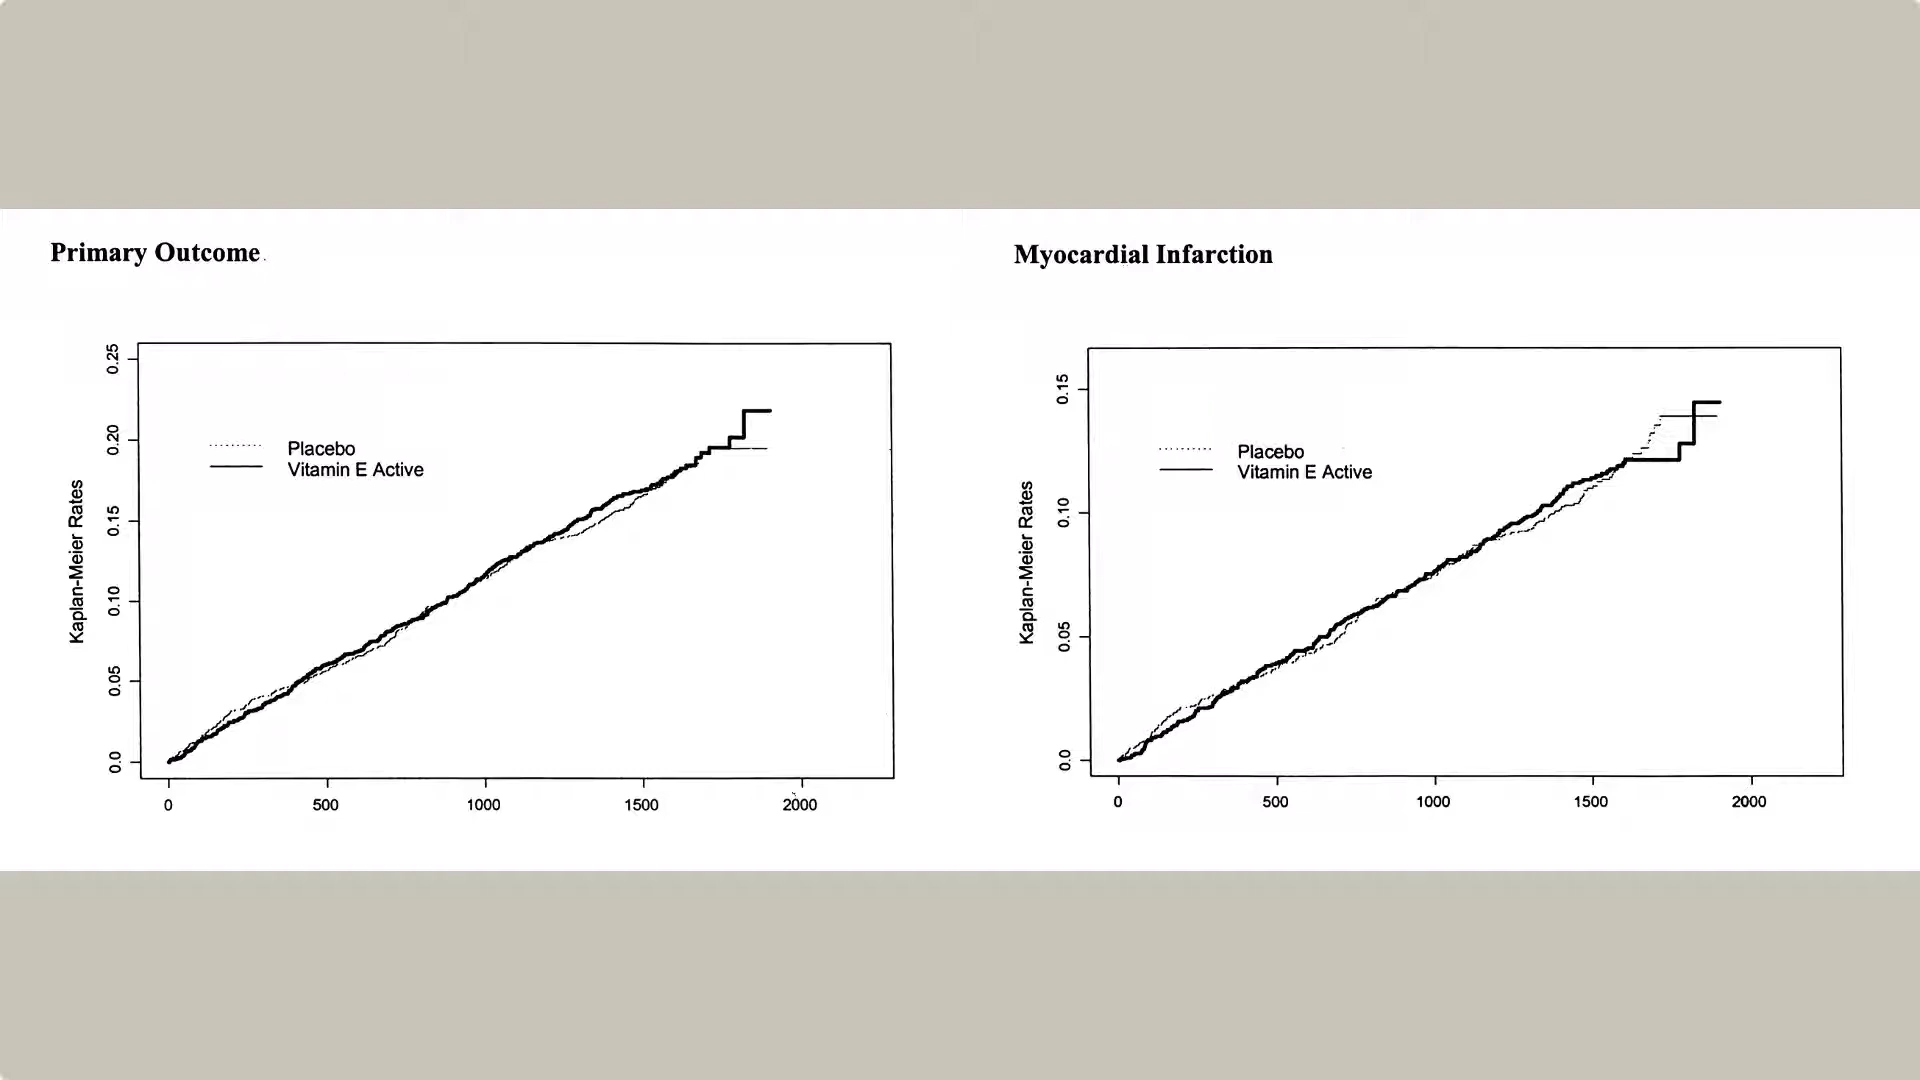 Primary Outcome
Kaplan-Meier Rates
0.25
0.20
0.15
0.10
0.05
0.0
Placebo
Vitamin E Active
0 500 1000 1500 2000
Myocardial Infarction
Kaplan-Meier Rates
0.15
0.10
0.05
0.0
Placebo
Vitamin E Active
0 500 1000 1500 2000